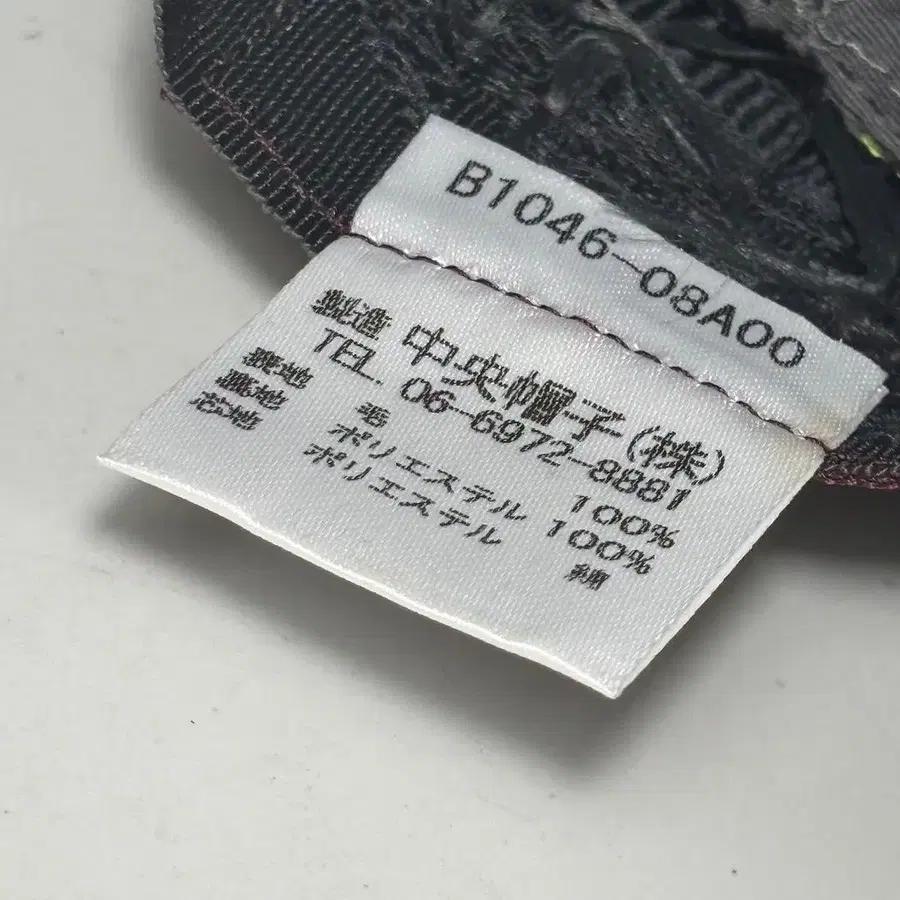 B1046-08A00
製造 中央帽子(株)
TEL. 06-6972-8881
表地 毛 100%
裏地 ポリエステル 100%
芯地 ポリエステル 綿